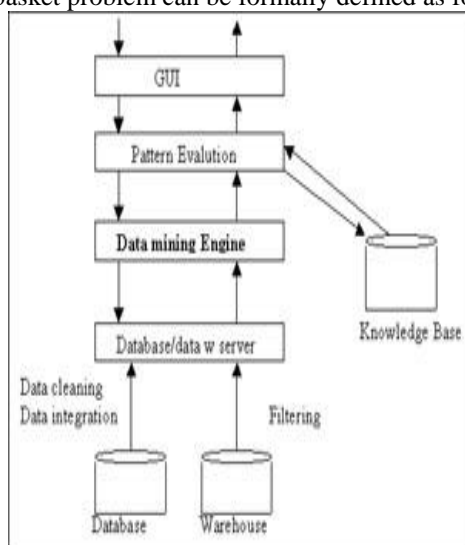 basket problem can be formally defined as fo
GUI
Pattern Evalution
Data mining Engine
Database/data w server
Knowledge Base
Data cleaning
Data integration
Filtering
Database
Warehouse